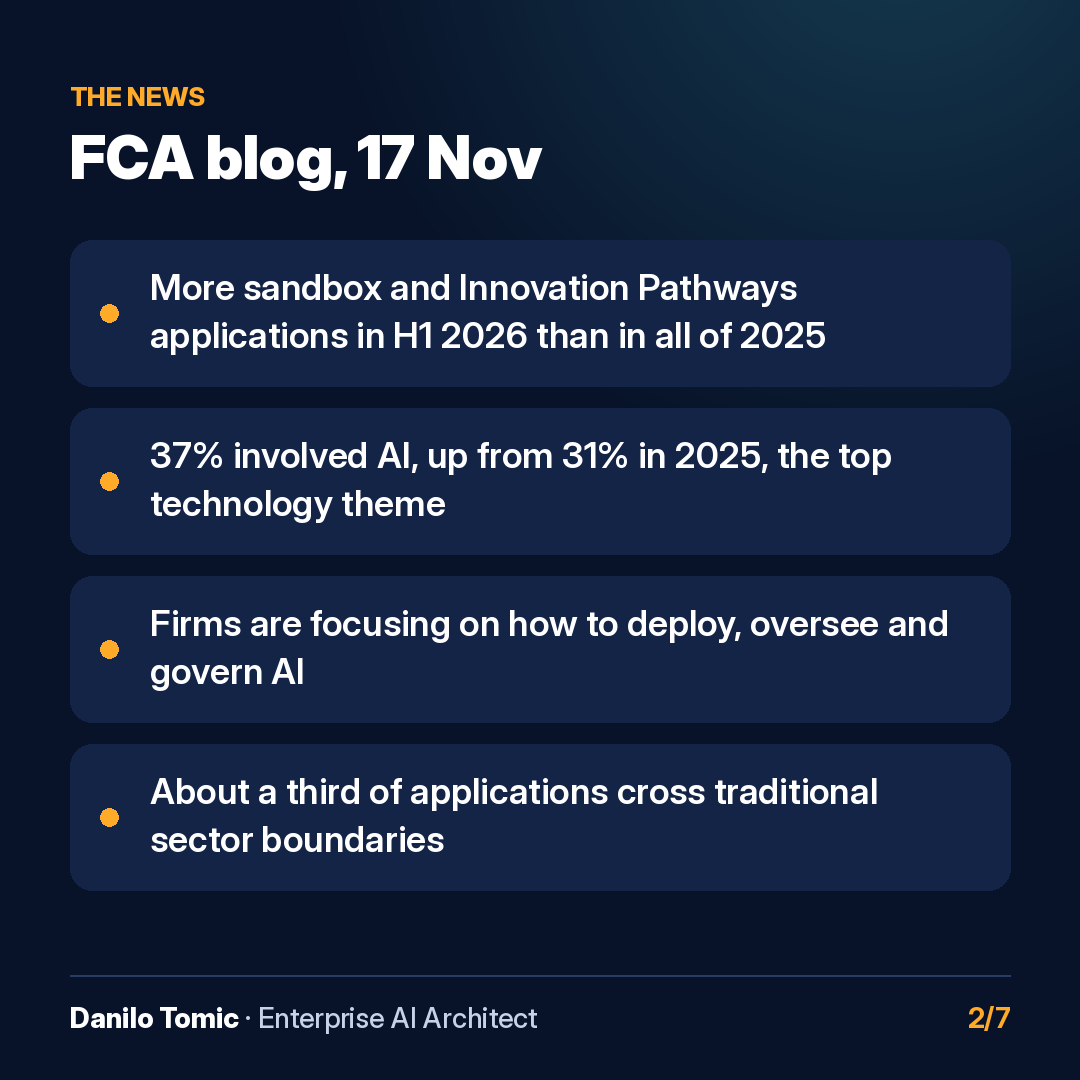 THE NEWS
FCA blog, 17 Nov
More sandbox and Innovation Pathways
applications in H1 2026 than in all of 2025
37% involved AI, up from 31% in 2025, the top
technology theme
Firms are focusing on how to deploy, oversee and
govern AI
About a third of applications cross traditional
sector boundaries
Danilo Tomic · Enterprise AI Architect
2/7